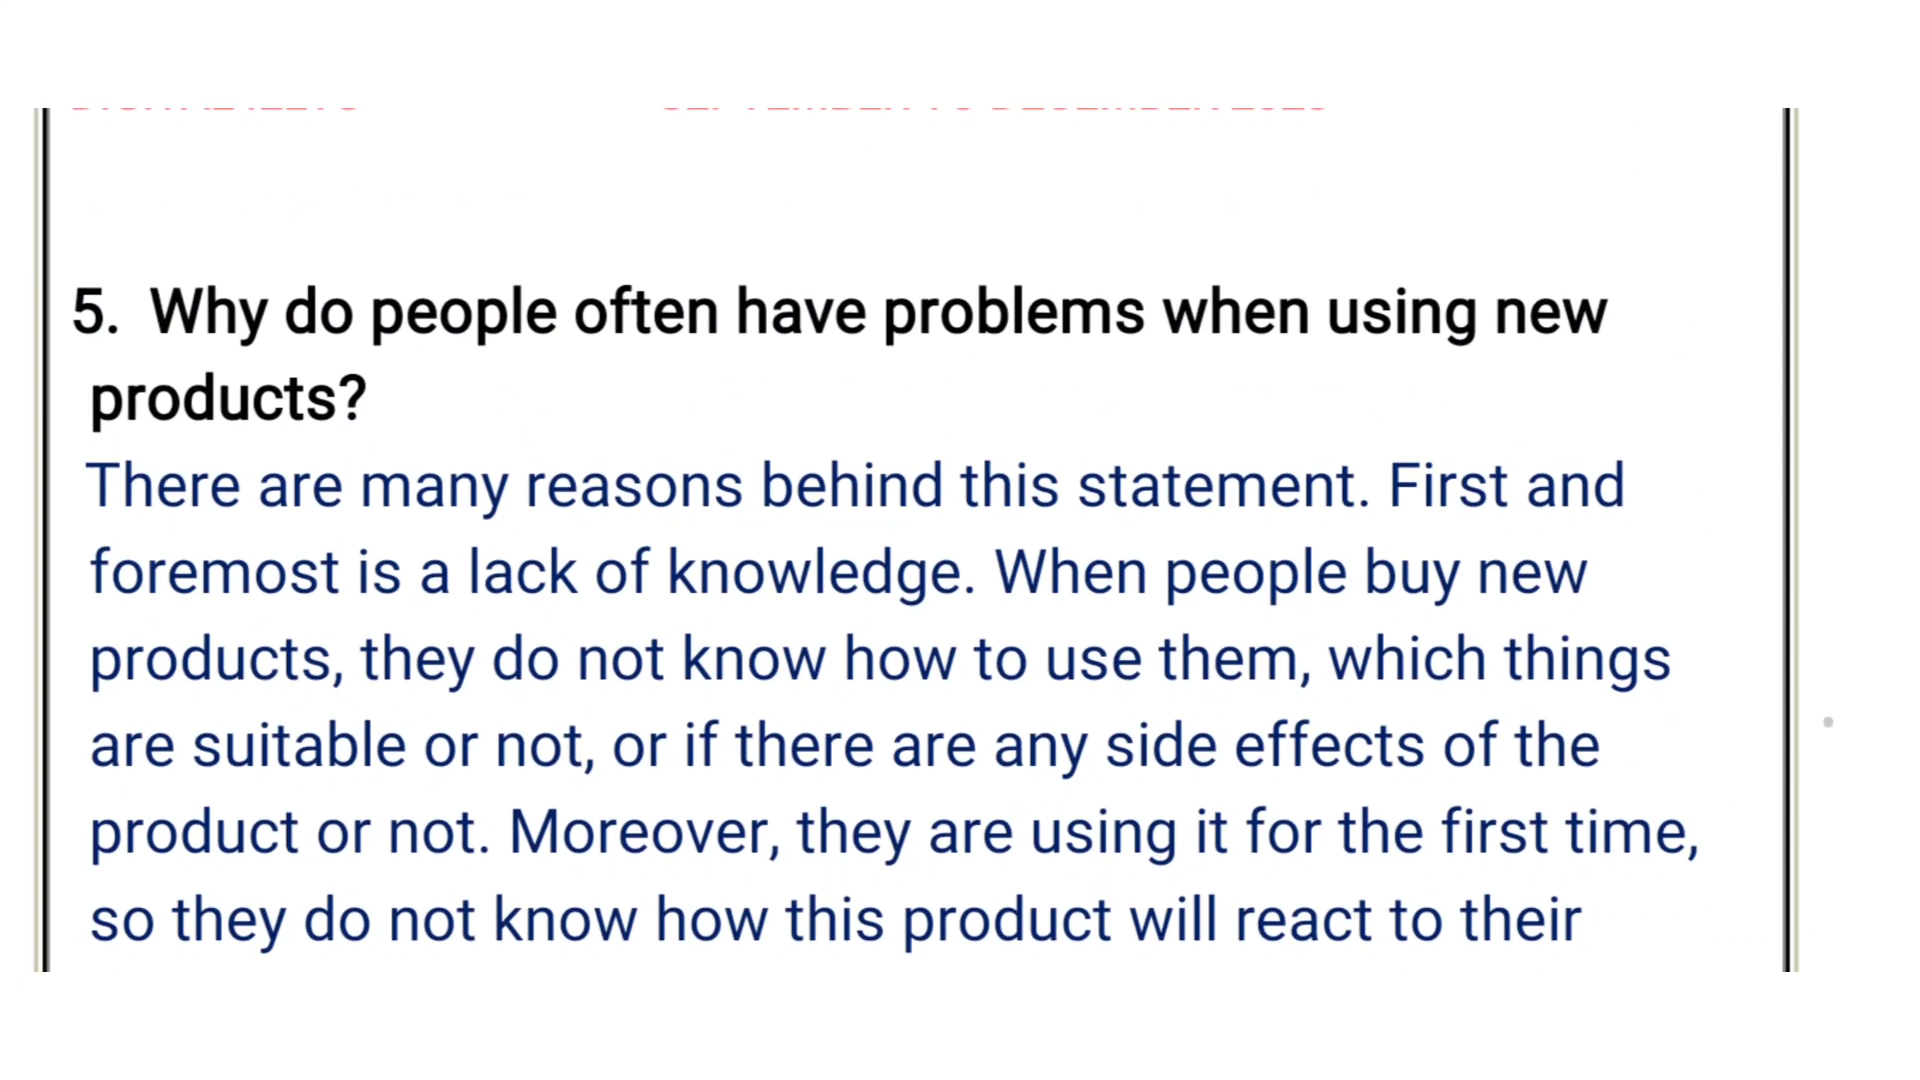 5. Why do people often have problems when using new
products?
There are many reasons behind this statement. First and
foremost is a lack of knowledge. When people buy new
products, they do not know how to use them, which things
are suitable or not, or if there are any side effects of the
product or not. Moreover, they are using it for the first time,
so they do not know how this product will react to their